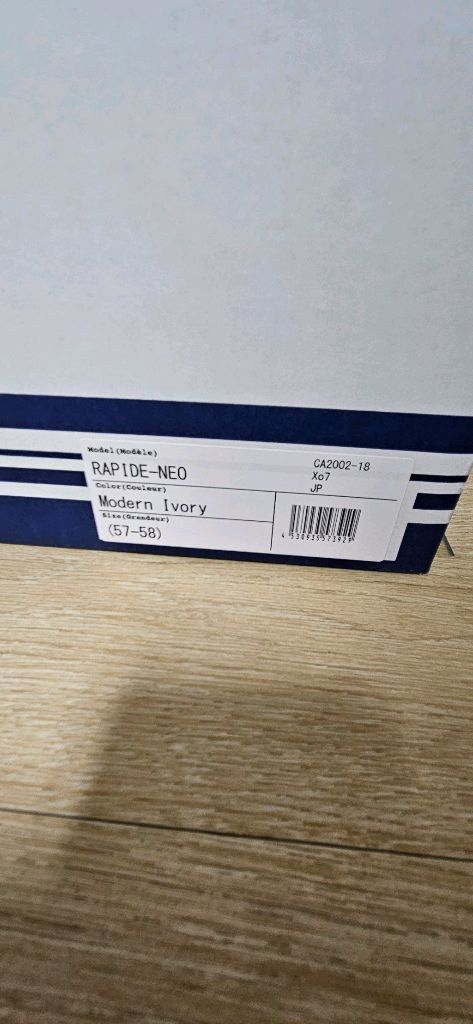 Model(Modèle)
RAPIDE-NEO
CA2002-18
Xo7
JP
Color(Couleur)
Modern Ivory
Size(Grandeur)
(57-58)